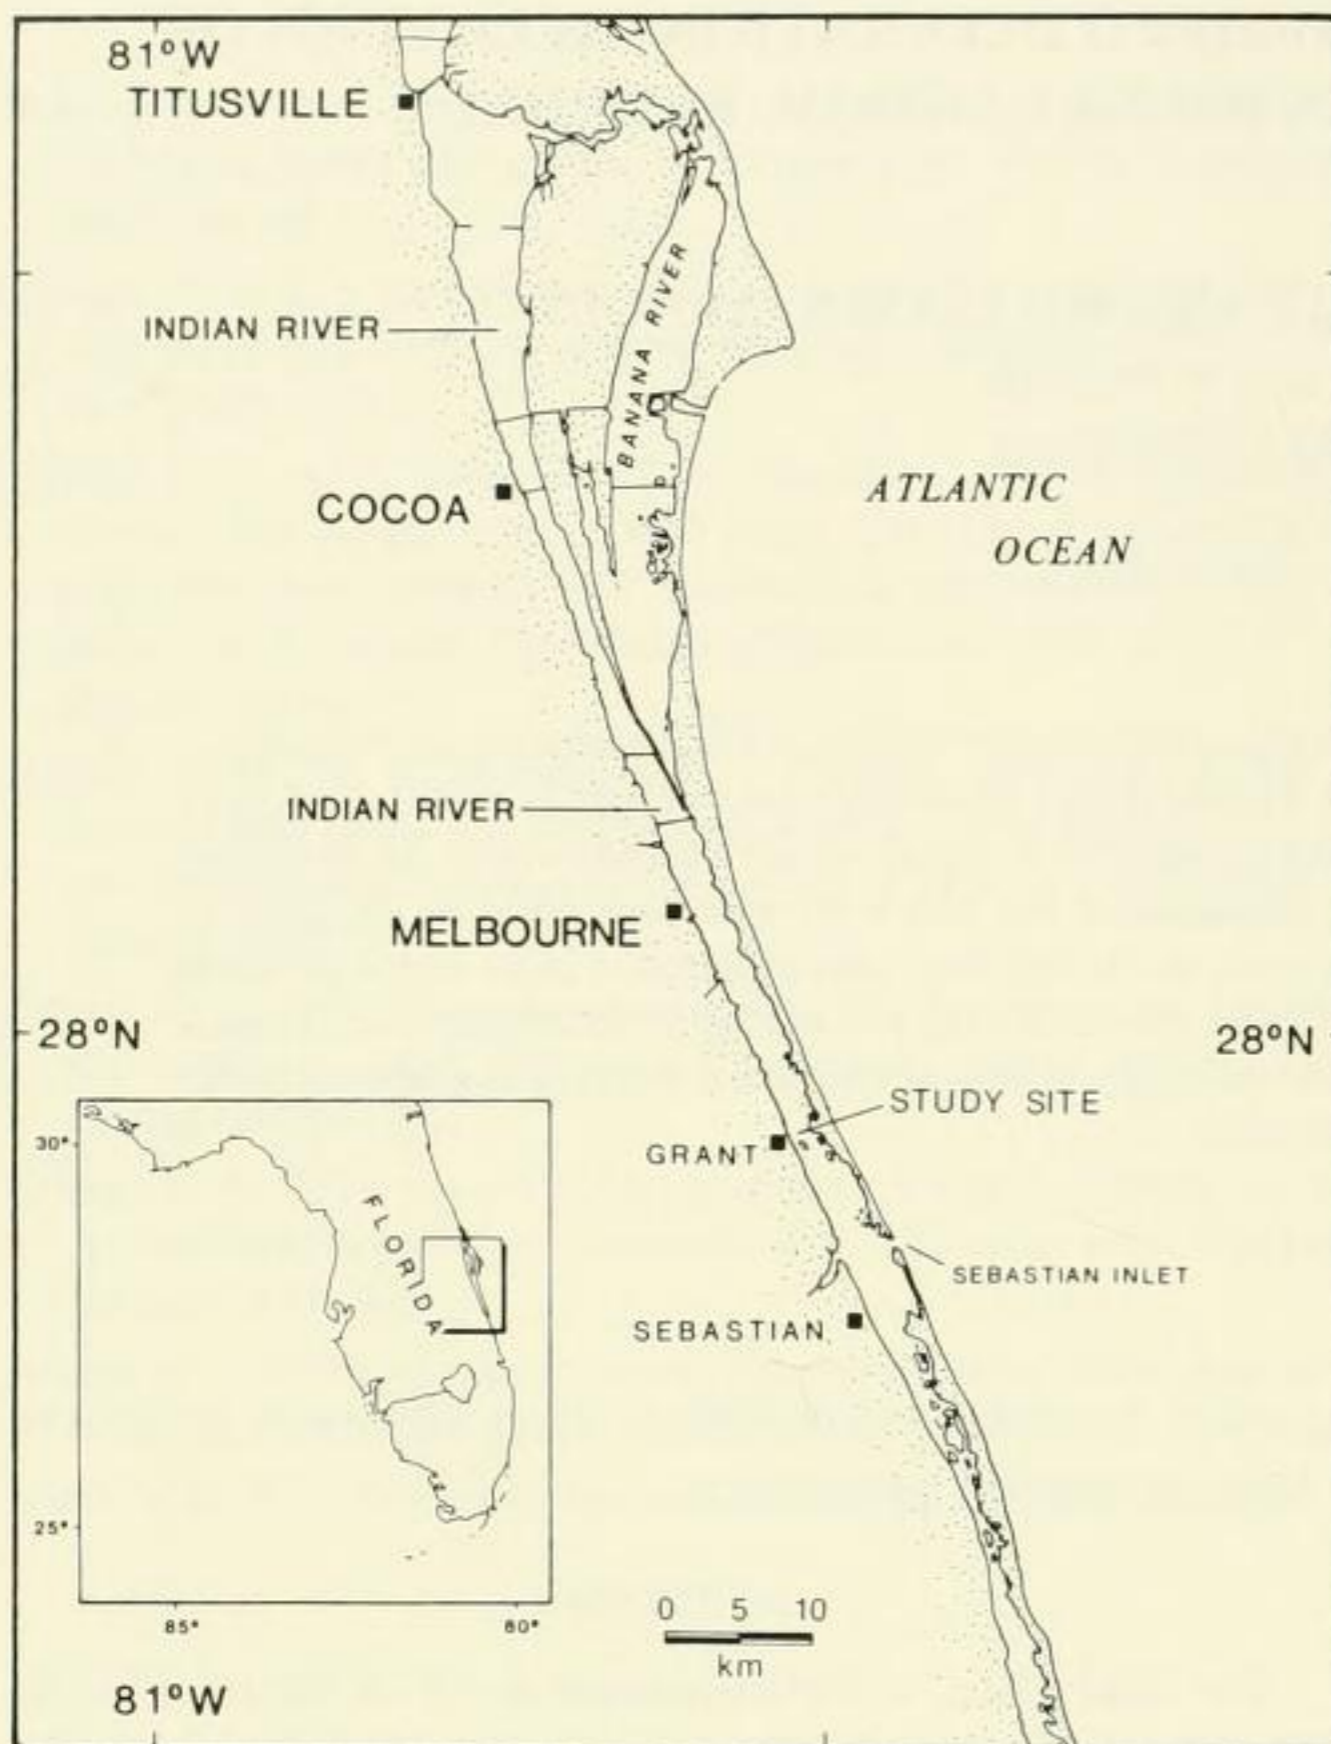 81°W
TITUSVILLE
INDIAN RIVER
BANANA RIVER
ATLANTIC
OCEAN
COCOA
INDIAN RIVER
MELBOURNE
28°N
28°N
STUDY SITE
GRANT
SEBASTIAN INLET
SEBASTIAN
30°
FLORIDA
25°
85°
80°
0 5 10
km
81°W